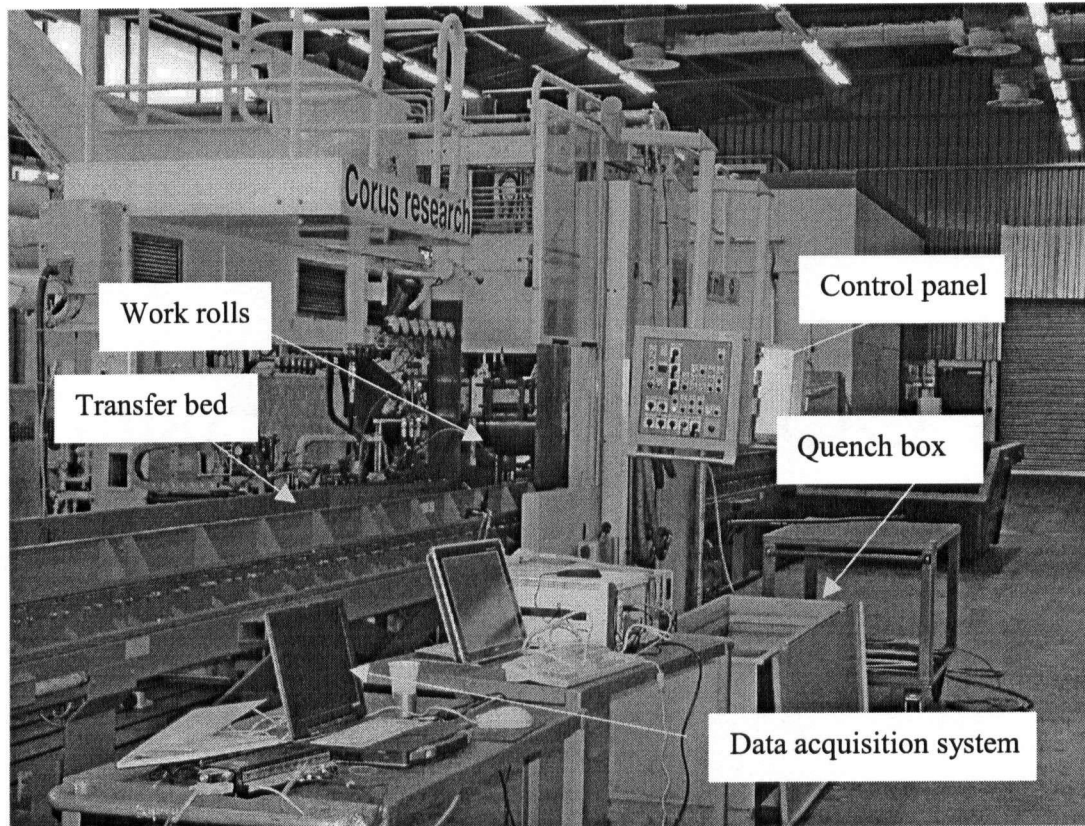 Corus research
Control panel
Work rolls
Transfer bed
Quench box
Data acquisition system